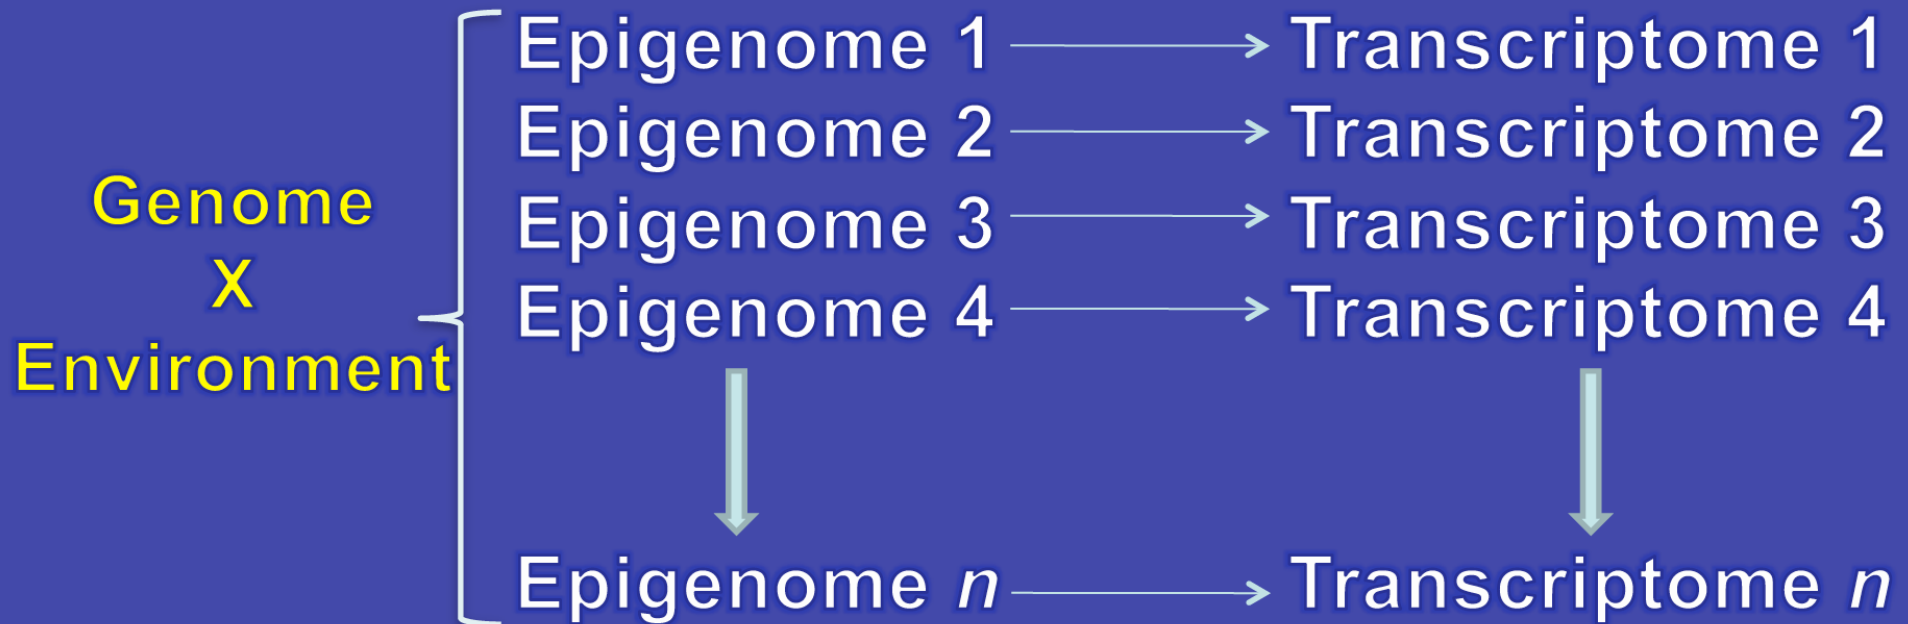 Genome
X
Environment
Epigenome 1 Transcriptome 1
Epigenome 2 Transcriptome 2
Epigenome 3 Transcriptome 3
Epigenome 4 Transcriptome 4
Epigenome n Transcriptome n